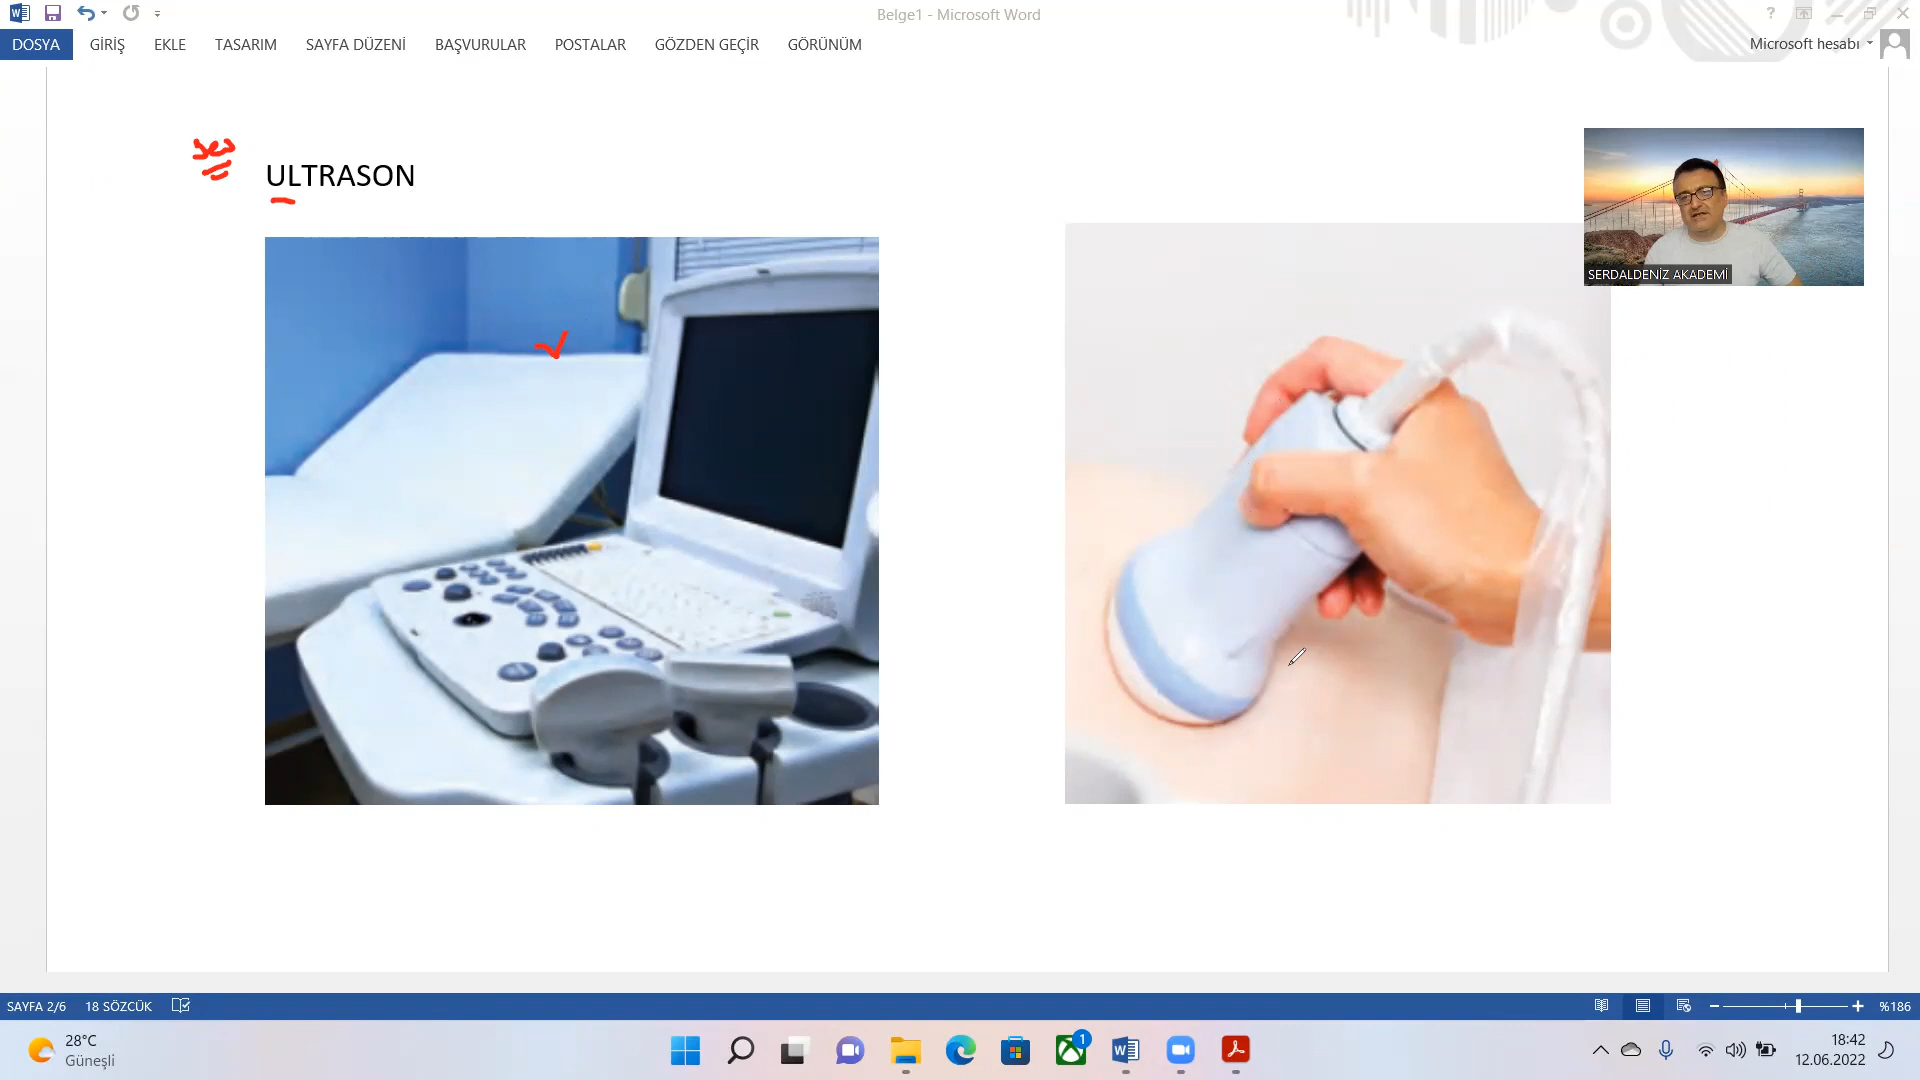 Belge1 - Microsoft Word
?
DOSYA GİRİŞ EKLE TASARIM SAYFA DÜZENİ BAŞVURULAR POSTALAR GÖZDEN GEÇİR GÖRÜNÜM
Microsoft hesabı
ULTRASON
SERDALDENİZ AKADEMİ
SAYFA 2/6 18 SÖZCÜK
%186
28°C
Güneşli
1
18:42
12.06.2022